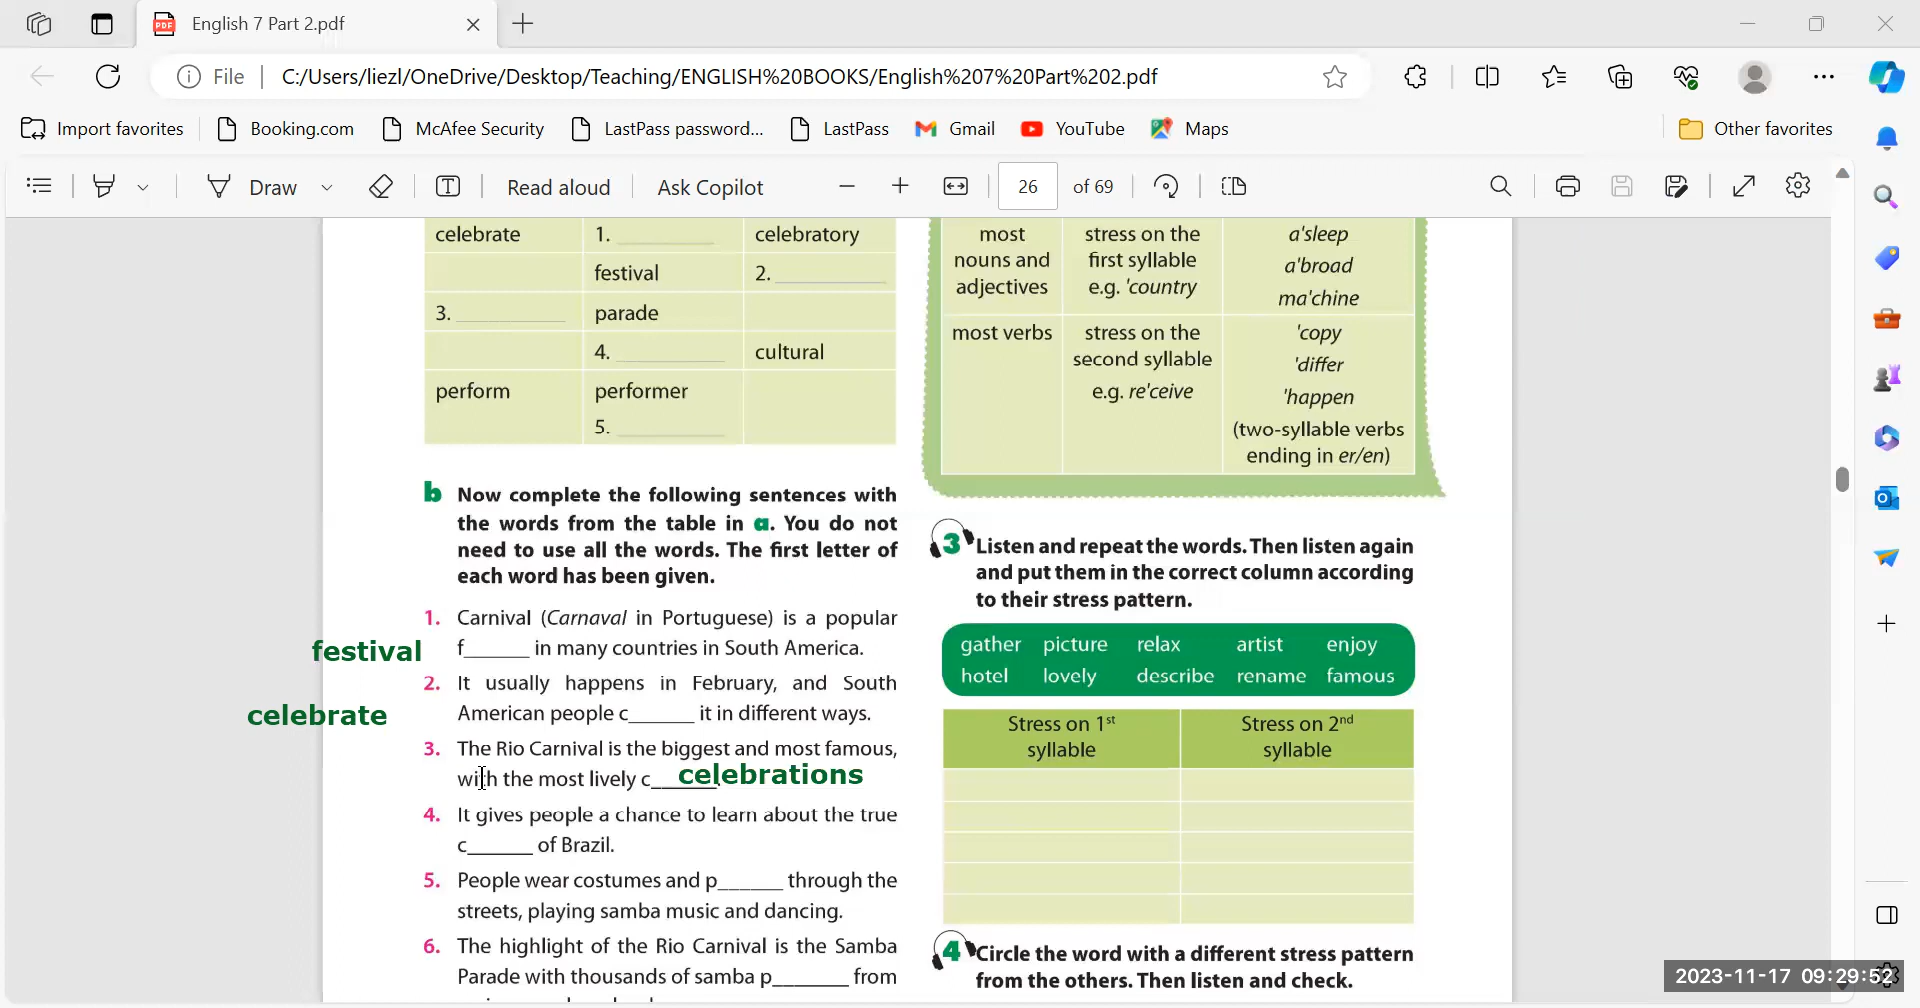 English 7 Part 2.pdf
File
C:/Users/liezl/OneDrive/Desktop/Teaching/ENGLISH%20BOOKS/English%207%20Part%202.pdf
Import favorites
Booking.com
McAfee Security
LastPass password...
LastPass
Gmail
YouTube
Maps
Other favorites
Draw
Read aloud
Ask Copilot
26
of 69
celebrate 1. __________ celebratory
festival 2. __________
3. __________ parade
4. __________ cultural
perform performer
5. __________
b Now complete the following sentences with
the words from the table in a. You do not
need to use all the words. The first letter of
each word has been given.
1. Carnival (Carnaval in Portuguese) is a popular
festival
f______ in many countries in South America.
2. It usually happens in February, and South
celebrate
American people c______ it in different ways.
3. The Rio Carnival is the biggest and most famous,
with the most lively c______.
celebrations
4. It gives people a chance to learn about the true
c______ of Brazil.
5. People wear costumes and p______ through the
streets, playing samba music and dancing.
6. The highlight of the Rio Carnival is the Samba
Parade with thousands of samba p_______ from
most
nouns and
adjectives
stress on the
first syllable
e.g. 'country
a'sleep
a'broad
ma'chine
most verbs
stress on the
second syllable
e.g. re'ceive
'copy
'differ
'happen
(two-syllable verbs
ending in er/en)
3 Listen and repeat the words. Then listen again
and put them in the correct column according
to their stress pattern.
gather picture relax artist enjoy
hotel lovely describe rename famous
Stress on 1st
syllable
Stress on 2nd
syllable
4 Circle the word with a different stress pattern
from the others. Then listen and check.
2023-11-17 09:29:52